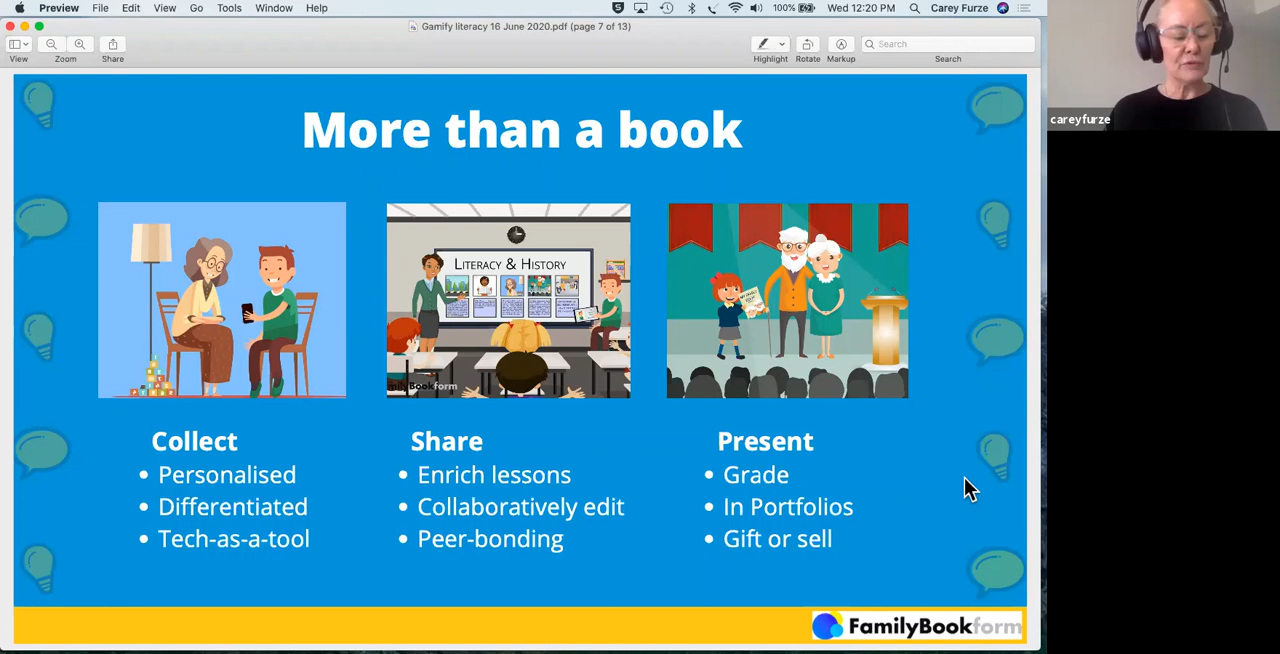 Preview File Edit View Go Tools Window Help 100% Wed 12:20 PM Carey Furze
Gamify literacy 16 June 2020.pdf (page 7 of 13)
Search
View Zoom Share Highlight Rotate Markup Search
careyfurze
More than a book
LITERACY & HISTORY
milyBookform
Collect
• Personalised
• Differentiated
• Tech-as-a-tool
Share
• Enrich lessons
• Collaboratively edit
• Peer-bonding
Present
• Grade
• In Portfolios
• Gift or sell
FamilyBookform